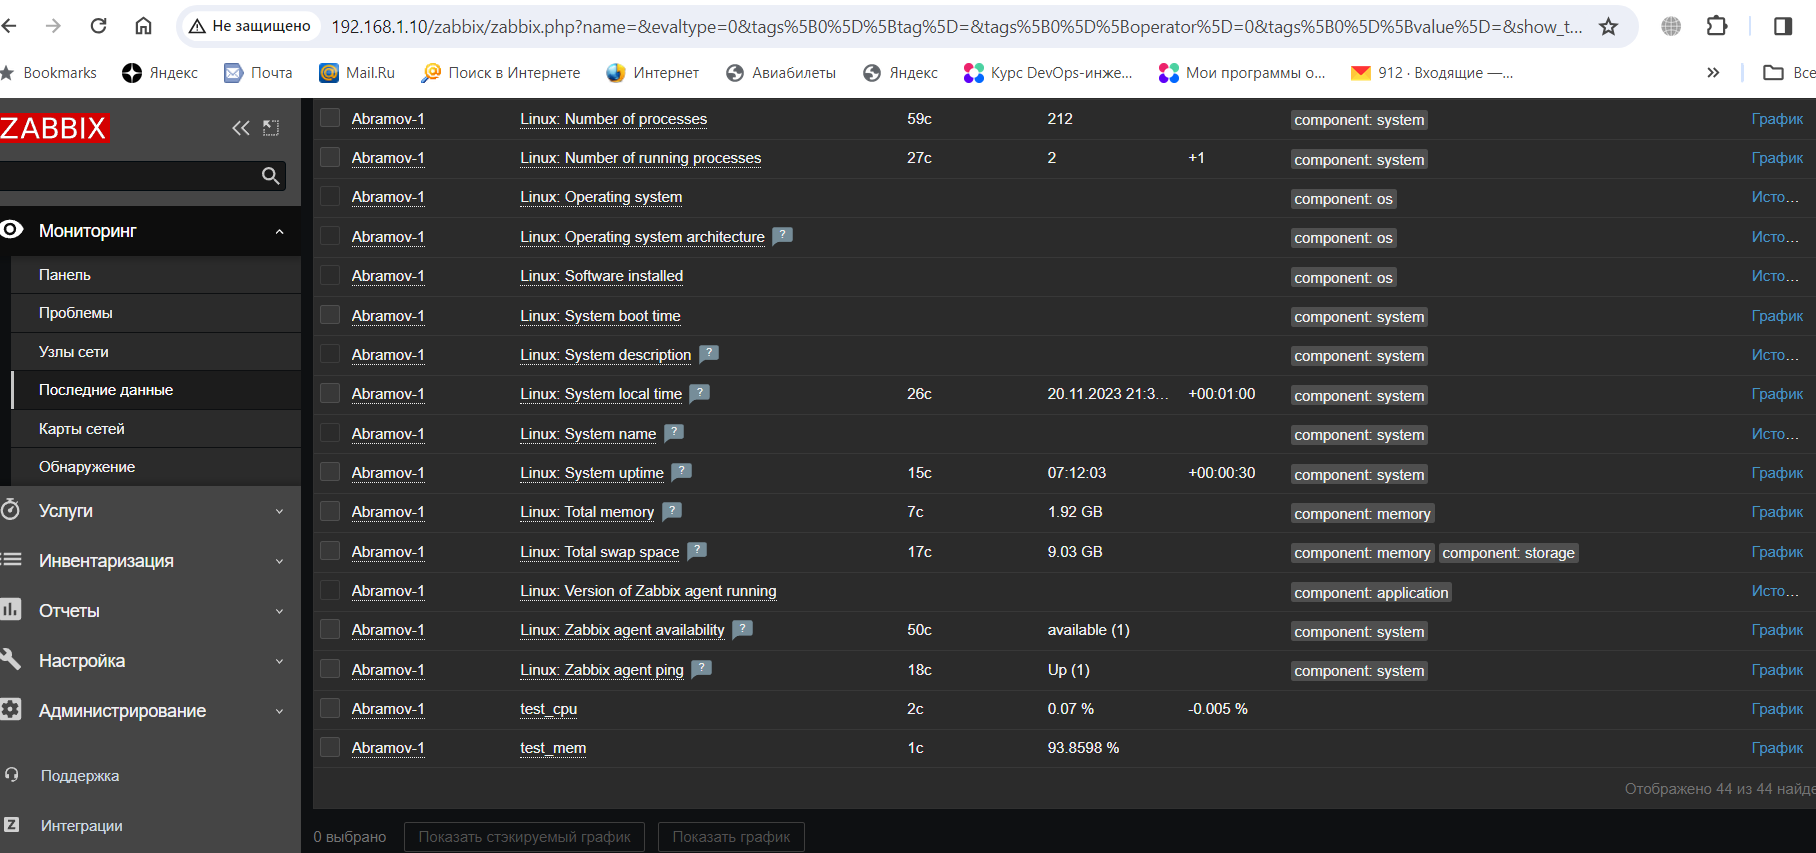 Не защищено 192.168.1.10/zabbix/zabbix.php?name=&evaltype=0&tags%5B0%5D%5Btag%5D=&tags%5B0%5D%5Boperator%5D=0&tags%5B0%5D%5Bvalue%5D=&show_t...
Bookmarks Яндекс Почта Mail.Ru Поиск в Интернете Интернет Авиабилеты Яндекс Курс DevOps-инже... Мои программы о... 912 · Входящие —... » Все
ZABBIX
Мониторинг
Панель
Проблемы
Узлы сети
Последние данные
Карты сетей
Обнаружение
Услуги
Инвентаризация
Отчеты
Настройка
Администрирование
Поддержка
Z Интеграции
Abramov-1 Linux: Number of processes 59с 212 component: system График
Abramov-1 Linux: Number of running processes 27с 2 +1 component: system График
Abramov-1 Linux: Operating system component: os Исто...
Abramov-1 Linux: Operating system architecture ? component: os Исто...
Abramov-1 Linux: Software installed component: os Исто...
Abramov-1 Linux: System boot time component: system График
Abramov-1 Linux: System description ? component: system Исто...
Abramov-1 Linux: System local time ? 26с 20.11.2023 21:3... +00:01:00 component: system График
Abramov-1 Linux: System name ? component: system Исто...
Abramov-1 Linux: System uptime ? 15с 07:12:03 +00:00:30 component: system График
Abramov-1 Linux: Total memory ? 7с 1.92 GB component: memory График
Abramov-1 Linux: Total swap space ? 17с 9.03 GB component: memory component: storage График
Abramov-1 Linux: Version of Zabbix agent running component: application Исто...
Abramov-1 Linux: Zabbix agent availability ? 50с available (1) component: system График
Abramov-1 Linux: Zabbix agent ping ? 18с Up (1) component: system График
Abramov-1 test_cpu 2с 0.07 % -0.005 % График
Abramov-1 test_mem 1с 93.8598 % График
Отображено 44 из 44 найде
0 выбрано Показать стэкируемый график Показать график